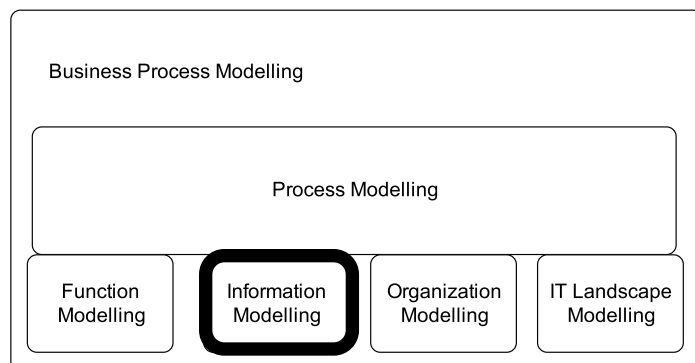 Business Process Modelling
Process Modelling
Function
Modelling
Information
Modelling
Organization
Modelling
IT Landscape
Modelling